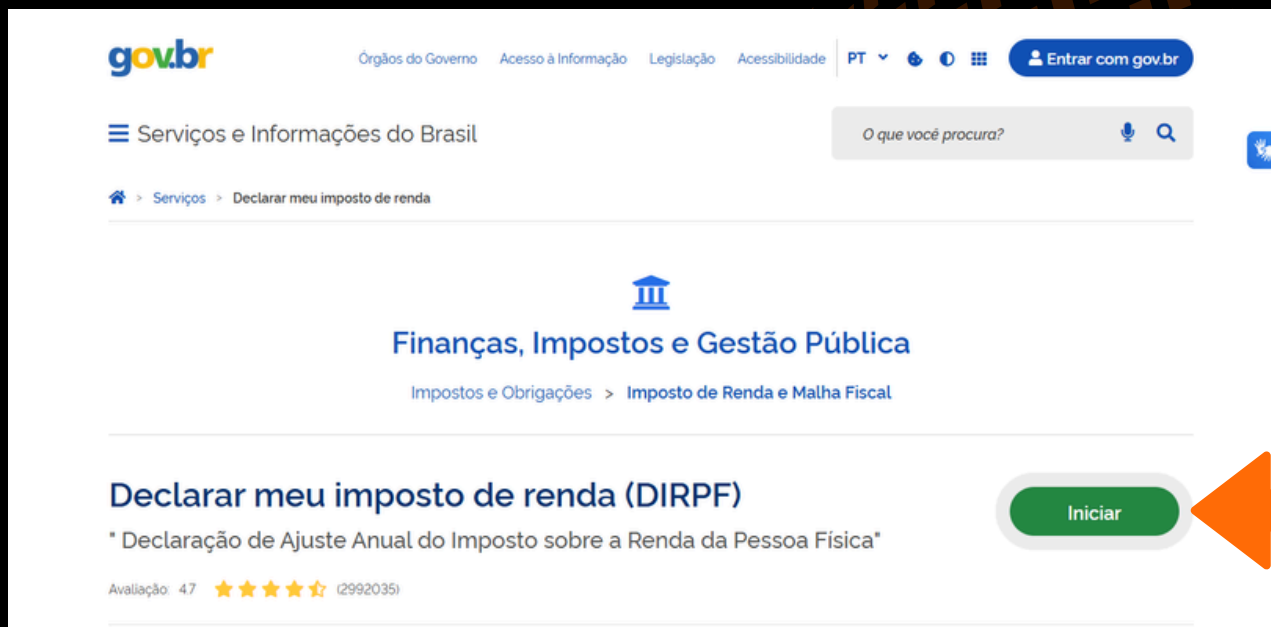 gov.br
Órgãos do Governo Acesso à Informação Legislação Acessibilidade PT Entrar com gov.br
Serviços e Informações do Brasil
O que você procura?
> Serviços > Declarar meu imposto de renda
Finanças, Impostos e Gestão Pública
Impostos e Obrigações > Imposto de Renda e Malha Fiscal
Declarar meu imposto de renda (DIRPF)
Iniciar
" Declaração de Ajuste Anual do Imposto sobre a Renda da Pessoa Física"
Avaliação: 4.7 (2992035)